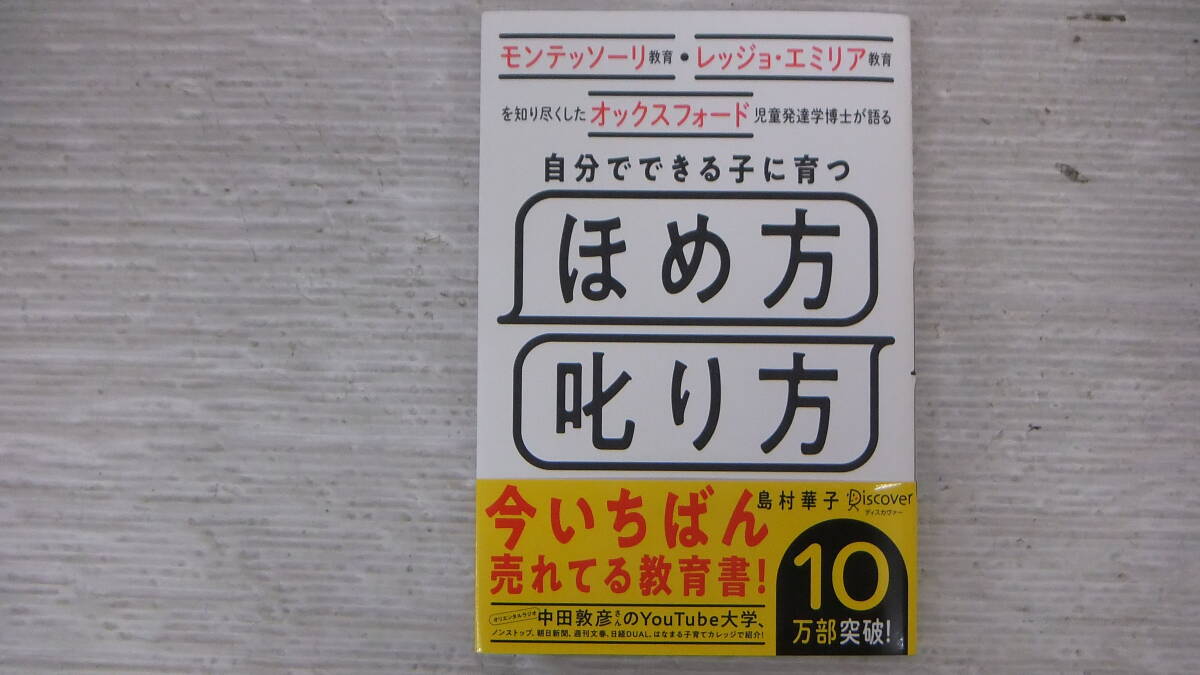 モンテッソーリ教育・レッジョ・エミリア教育
を知り尽くしたオックスフォード児童発達学博士が語る
自分でできる子に育つ
ほめ方
叱り方
島村華子 Discover
ディスカヴァー
今いちばん
売れてる教育書!
10
万部突破!
オリエンタルラジオ 中田敦彦さんのYouTube大学、
ノンストップ、朝日新聞、週刊文春、日経DUAL、はなまる子育てカレッジで紹介!